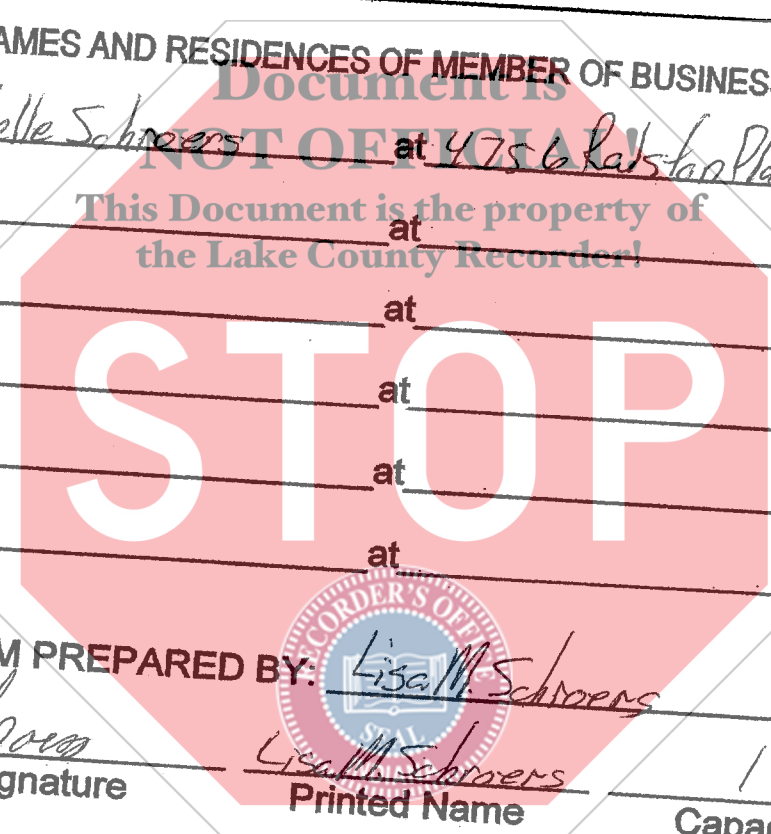 AMES AND RESIDENCES OF MEMBER OF BUSINES
Document is
elle Schroers at 4756 Ralston Pla
NOT OFFICIAL!
This Document is the property of
at
the Lake County Recorder!
at
STOP
at
at
at
RECORDER'S OFFICE
M PREPARED BY: Lisa M. Schroers
SEAL
Lisa M. Schroers
gnature Printed Name Capac